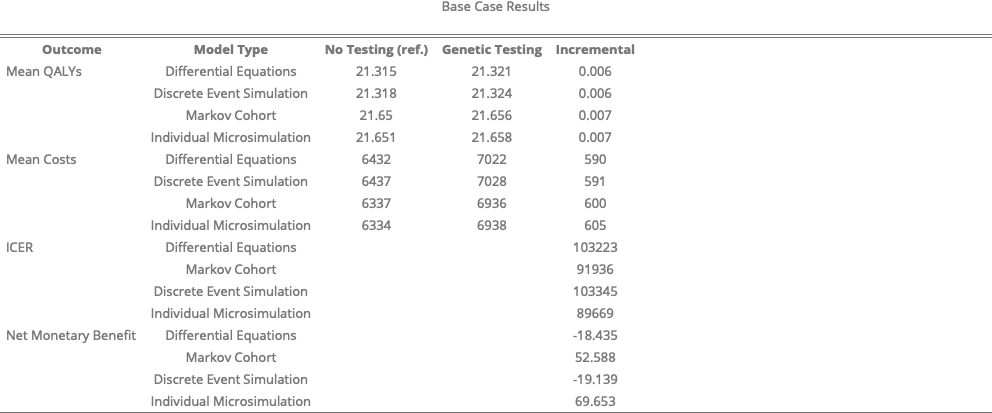 Base Case Results
Outcome Model Type No Testing (ref.) Genetic Testing Incremental
Mean QALYs Differential Equations 21.315 21.321 0.006
Discrete Event Simulation 21.318 21.324 0.006
Markov Cohort 21.65 21.656 0.007
Individual Microsimulation 21.651 21.658 0.007
Mean Costs Differential Equations 6432 7022 590
Discrete Event Simulation 6437 7028 591
Markov Cohort 6337 6936 600
Individual Microsimulation 6334 6938 605
ICER Differential Equations 103223
Markov Cohort 91936
Discrete Event Simulation 103345
Individual Microsimulation 89669
Net Monetary Benefit Differential Equations -18.435
Markov Cohort 52.588
Discrete Event Simulation -19.139
Individual Microsimulation 69.653